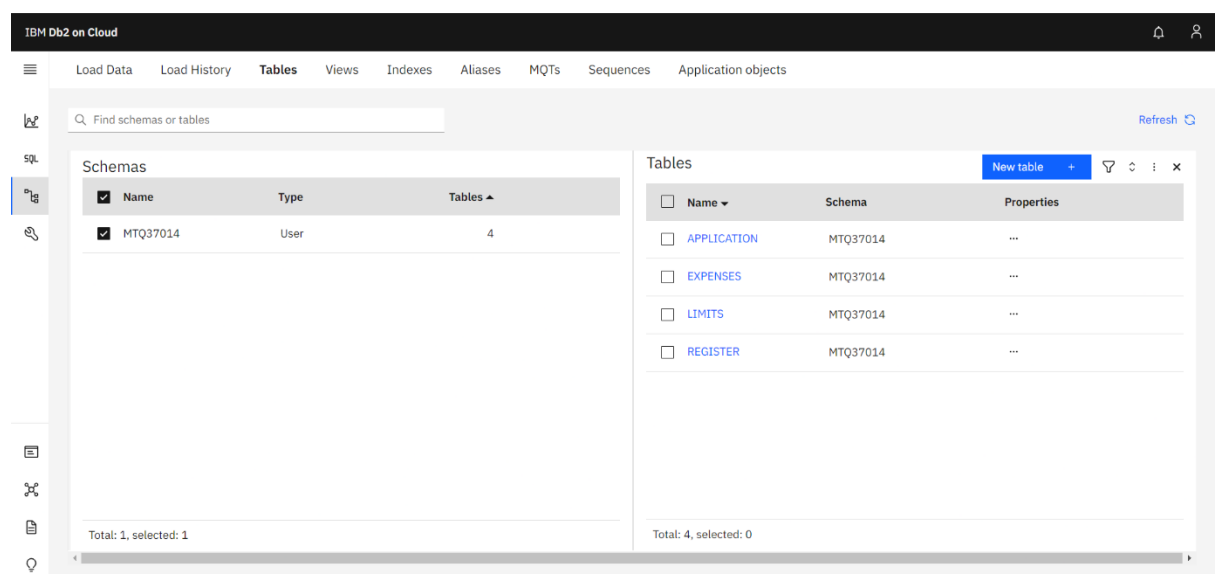 IBM Db2 on Cloud
Load Data Load History Tables Views Indexes Aliases MQTs Sequences Application objects
Find schemas or tables
Refresh
SQL
Schemas
Name Type Tables
MTQ37014 User 4
Total: 1, selected: 1
Tables
New table +
Name Schema Properties
APPLICATION MTQ37014 ...
EXPENSES MTQ37014 ...
LIMITS MTQ37014 ...
REGISTER MTQ37014 ...
Total: 4, selected: 0